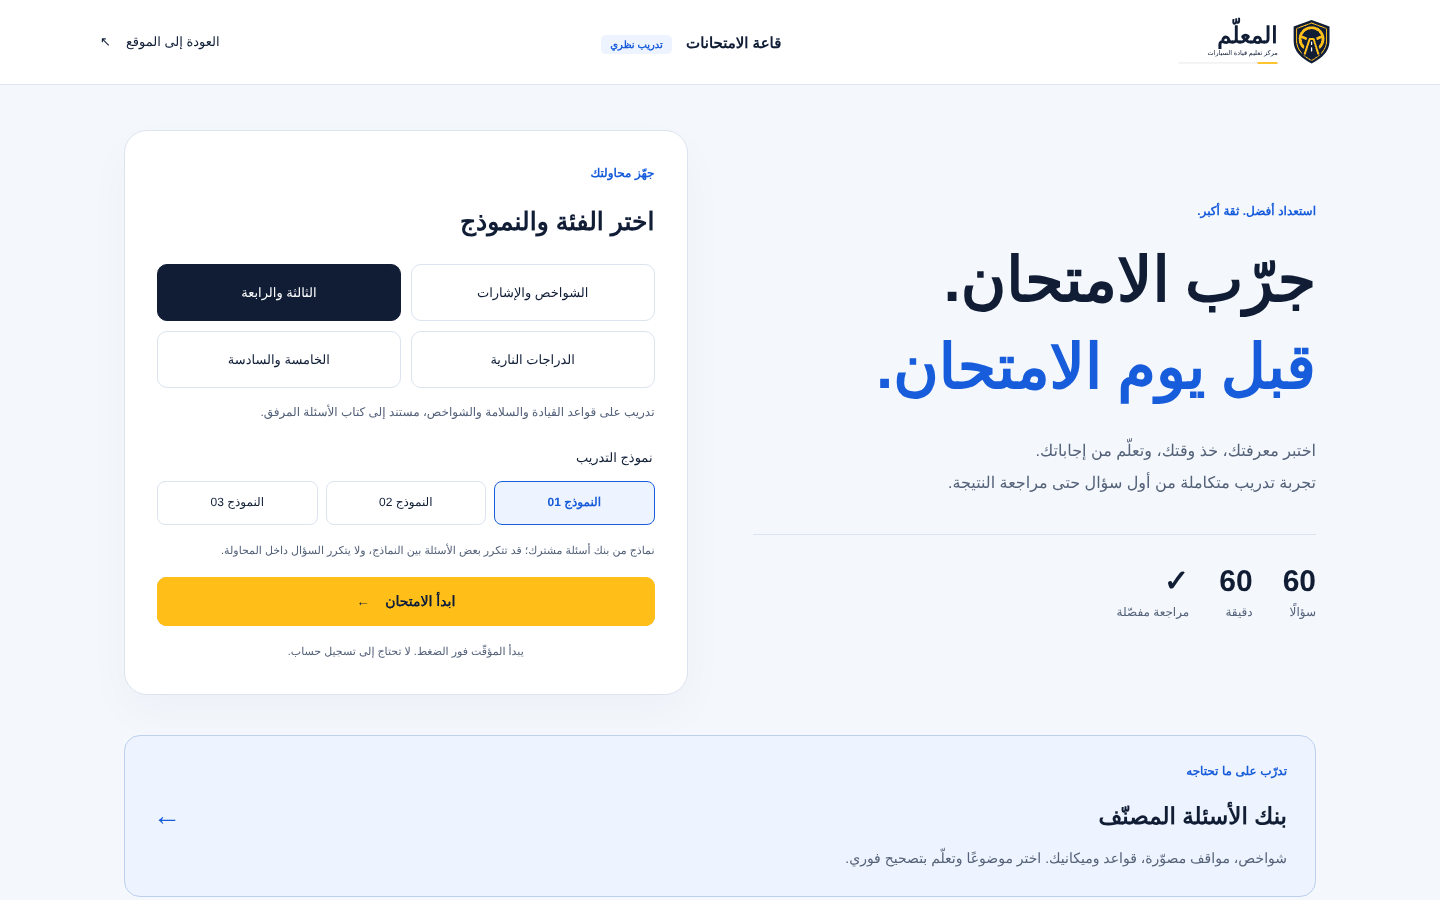 المعلّم
مركز تعليم قيادة السيارات
قاعة الامتحانات
تدريب نظري
العودة إلى الموقع ↖
استعداد أفضل. ثقة أكبر.
جرّب الامتحان.
قبل يوم الامتحان.
اختبر معرفتك، خذ وقتك، وتعلّم من إجاباتك.
تجربة تدريب متكاملة من أول سؤال حتى مراجعة النتيجة.
60
سؤالًا
60
دقيقة
✓
مراجعة مفصّلة
جهّز محاولتك
اختر الفئة والنموذج
الشواخص والإشارات
الثالثة والرابعة
الدراجات النارية
الخامسة والسادسة
تدريب على قواعد القيادة والسلامة والشواخص، مستند إلى كتاب الأسئلة المرفق.
نموذج التدريب
النموذج 01
النموذج 02
النموذج 03
نماذج من بنك أسئلة مشترك؛ قد تتكرر بعض الأسئلة بين النماذج، ولا يتكرر السؤال داخل المحاولة.
ابدأ الامتحان ←
يبدأ المؤقّت فور الضغط. لا تحتاج إلى تسجيل حساب.
تدرّب على ما تحتاجه
بنك الأسئلة المصنّف
شواخص، مواقف مصوّرة، قواعد وميكانيك. اختر موضوعًا وتعلّم بتصحيح فوري.
←